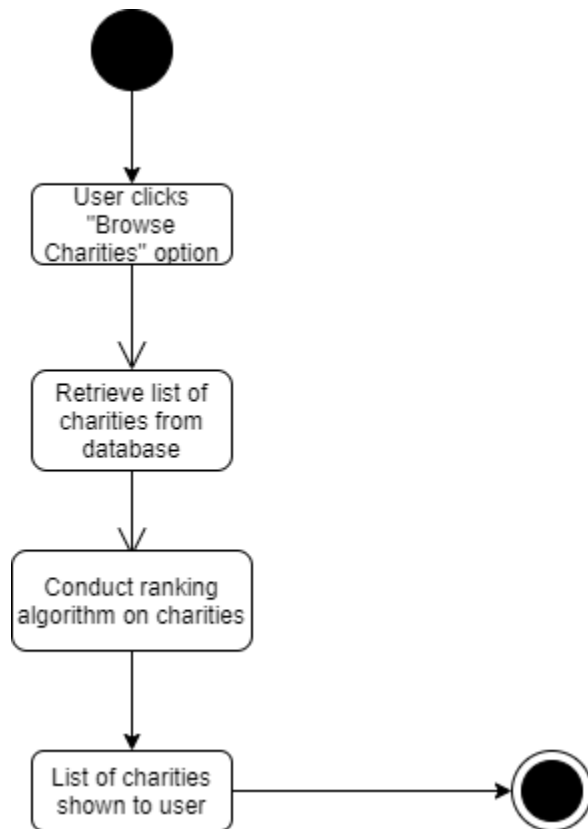 User clicks
"Browse
Charities" option
Retrieve list of
charities from
database
Conduct ranking
algorithm on charities
List of charities
shown to user